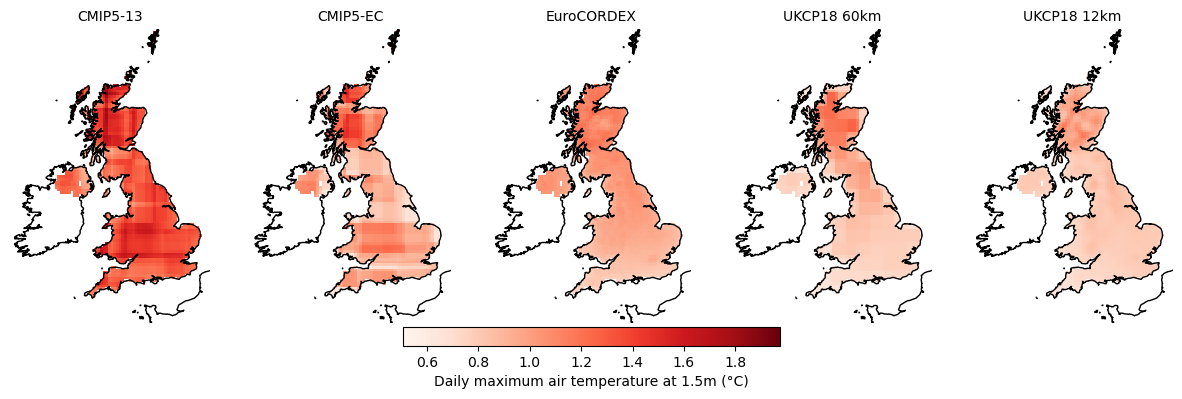 CMIP5-13 CMIP5-EC EuroCORDEX UKCP18 60km UKCP18 12km
0.6 0.8 1.0 1.2 1.4 1.6 1.8
Daily maximum air temperature at 1.5m (°C)